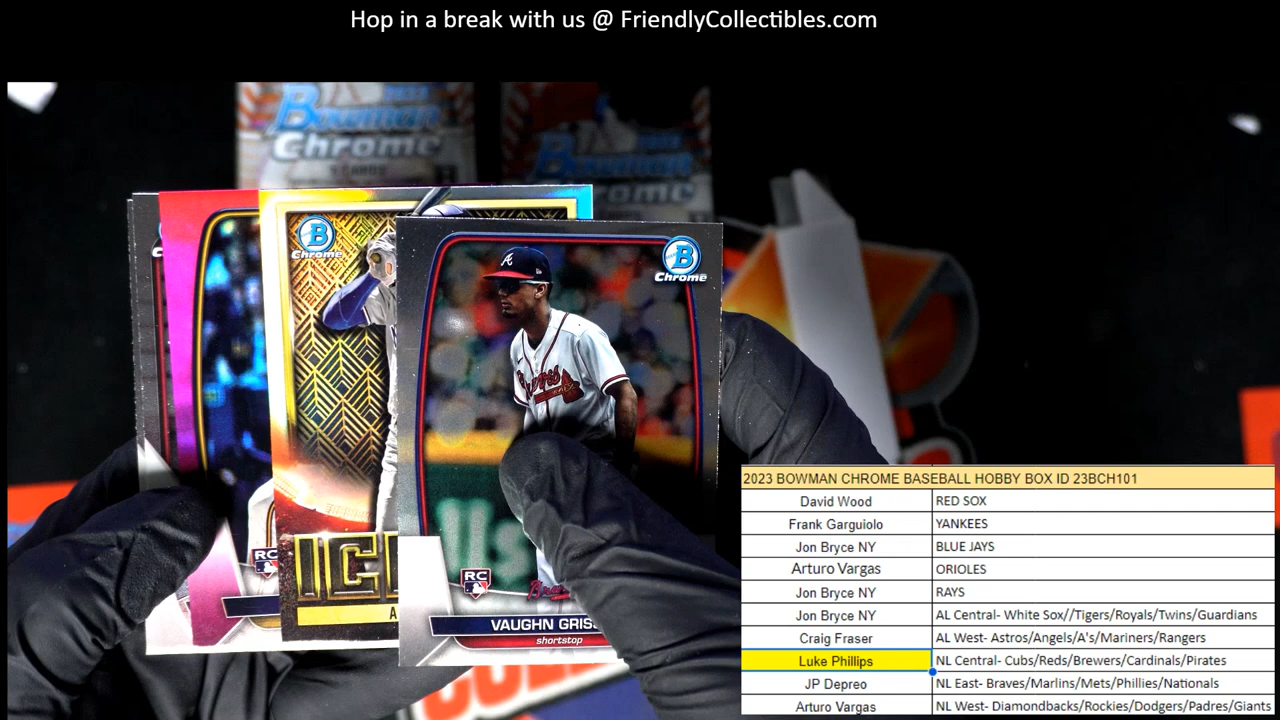 Hop in a break with us @ FriendlyCollectibles.com
Bowman
Chrome
Bowman
Chrome
B
Chrome
B
Chrome
A
Braves
RC
RC
VAUGHN GRIS
shortstop
2023 BOWMAN CHROME BASEBALL HOBBY BOX ID 23BCH101
David Wood RED SOX
Frank Garguiolo YANKEES
Jon Bryce NY BLUE JAYS
Arturo Vargas ORIOLES
Jon Bryce NY RAYS
Jon Bryce NY AL Central- White Sox//Tigers/Royals/Twins/Guardians
Craig Fraser AL West- Astros/Angels/A's/Mariners/Rangers
Luke Phillips NL Central- Cubs/Reds/Brewers/Cardinals/Pirates
JP Depreo NL East- Braves/Marlins/Mets/Phillies/Nationals
Arturo Vargas NL West- Diamondbacks/Rockies/Dodgers/Padres/Giants